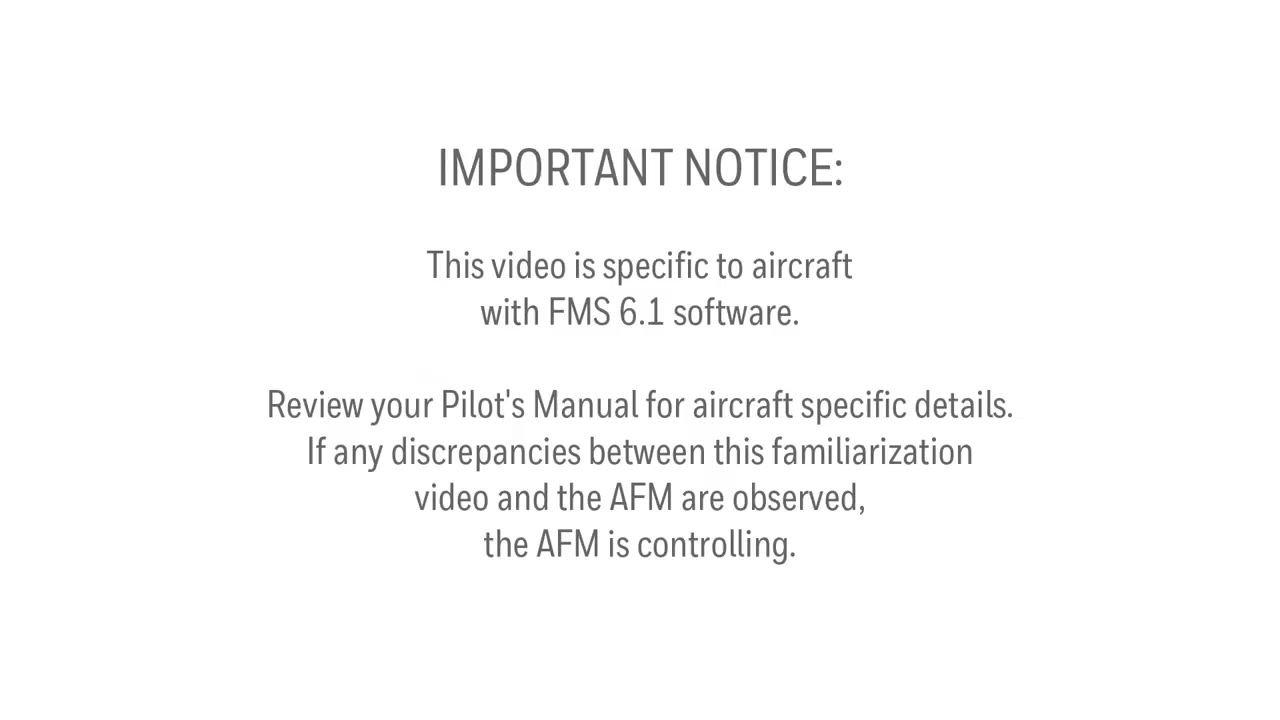 IMPORTANT NOTICE:
This video is specific to aircraft
with FMS 6.1 software.
Review your Pilot's Manual for aircraft specific details.
If any discrepancies between this familiarization
video and the AFM are observed,
the AFM is controlling.